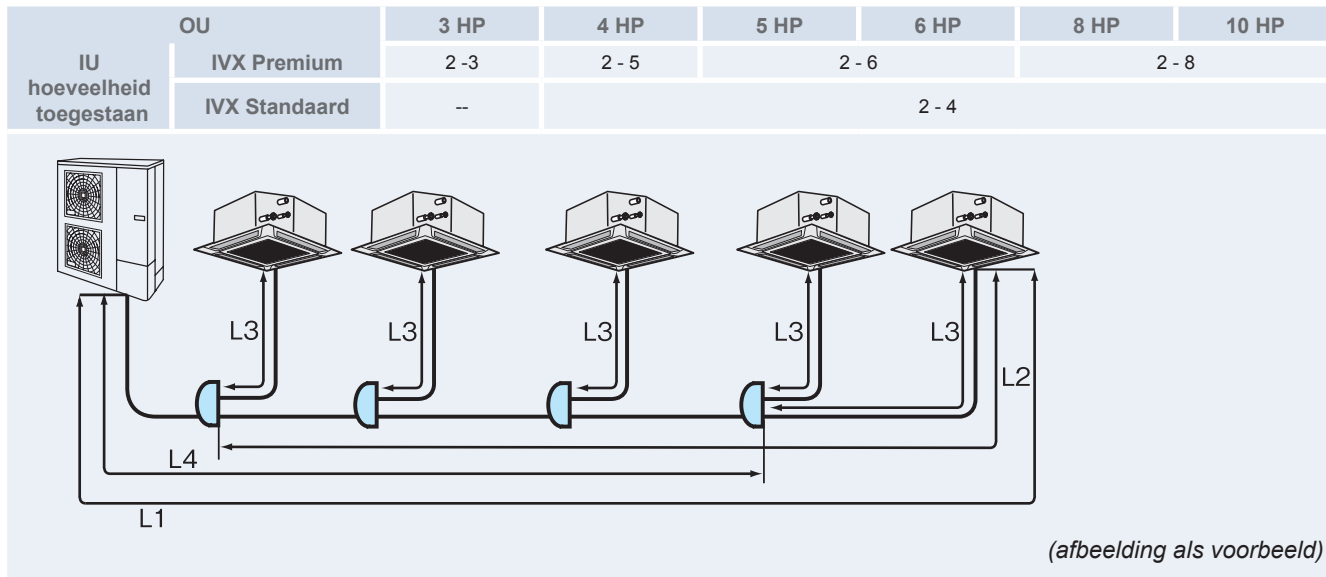 OU 3 HP 4 HP 5 HP 6 HP 8 HP 10 HP
IU hoeveelheid toegestaan
IVX Premium 2 -3 2 - 5 2 - 6 2 - 8
IVX Standaard -- 2 - 4
L3 L3 L3 L3 L3
L2
L4
L1
(afbeelding als voorbeeld)